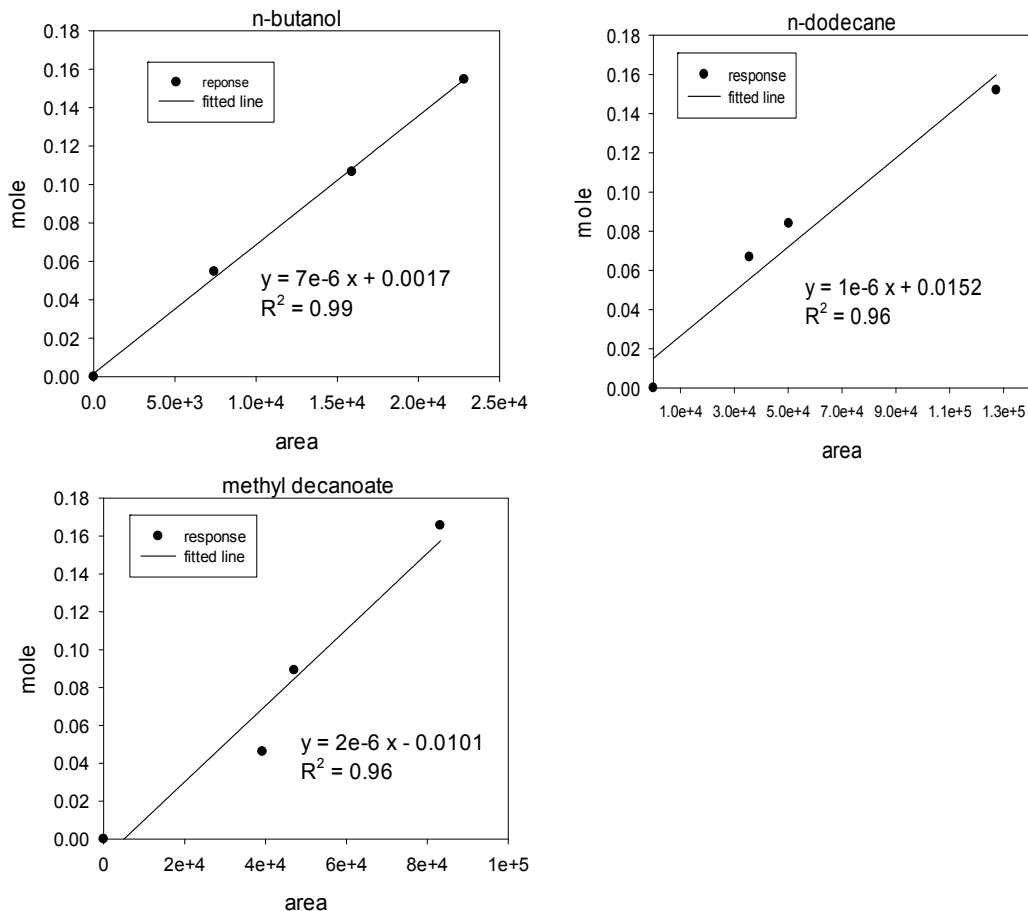 n-butanol
0.18
0.16
0.14
0.12
0.10
0.08
0.06
0.04
0.02
0.00
mole
reponse
fitted line
y = 7e-6 x + 0.0017
R² = 0.99
0.0
5.0e+3
1.0e+4
1.5e+4
2.0e+4
2.5e+4
area
n-dodecane
0.18
0.16
0.14
0.12
0.10
0.08
0.06
0.04
0.02
0.00
mole
response
fitted line
y = 1e-6 x + 0.0152
R² = 0.96
1.0e+4
3.0e+4
5.0e+4
7.0e+4
9.0e+4
1.1e+5
1.3e+5
area
methyl decanoate
0.18
0.16
0.14
0.12
0.10
0.08
0.06
0.04
0.02
0.00
mole
response
fitted line
y = 2e-6 x - 0.0101
R² = 0.96
0
2e+4
4e+4
6e+4
8e+4
1e+5
area